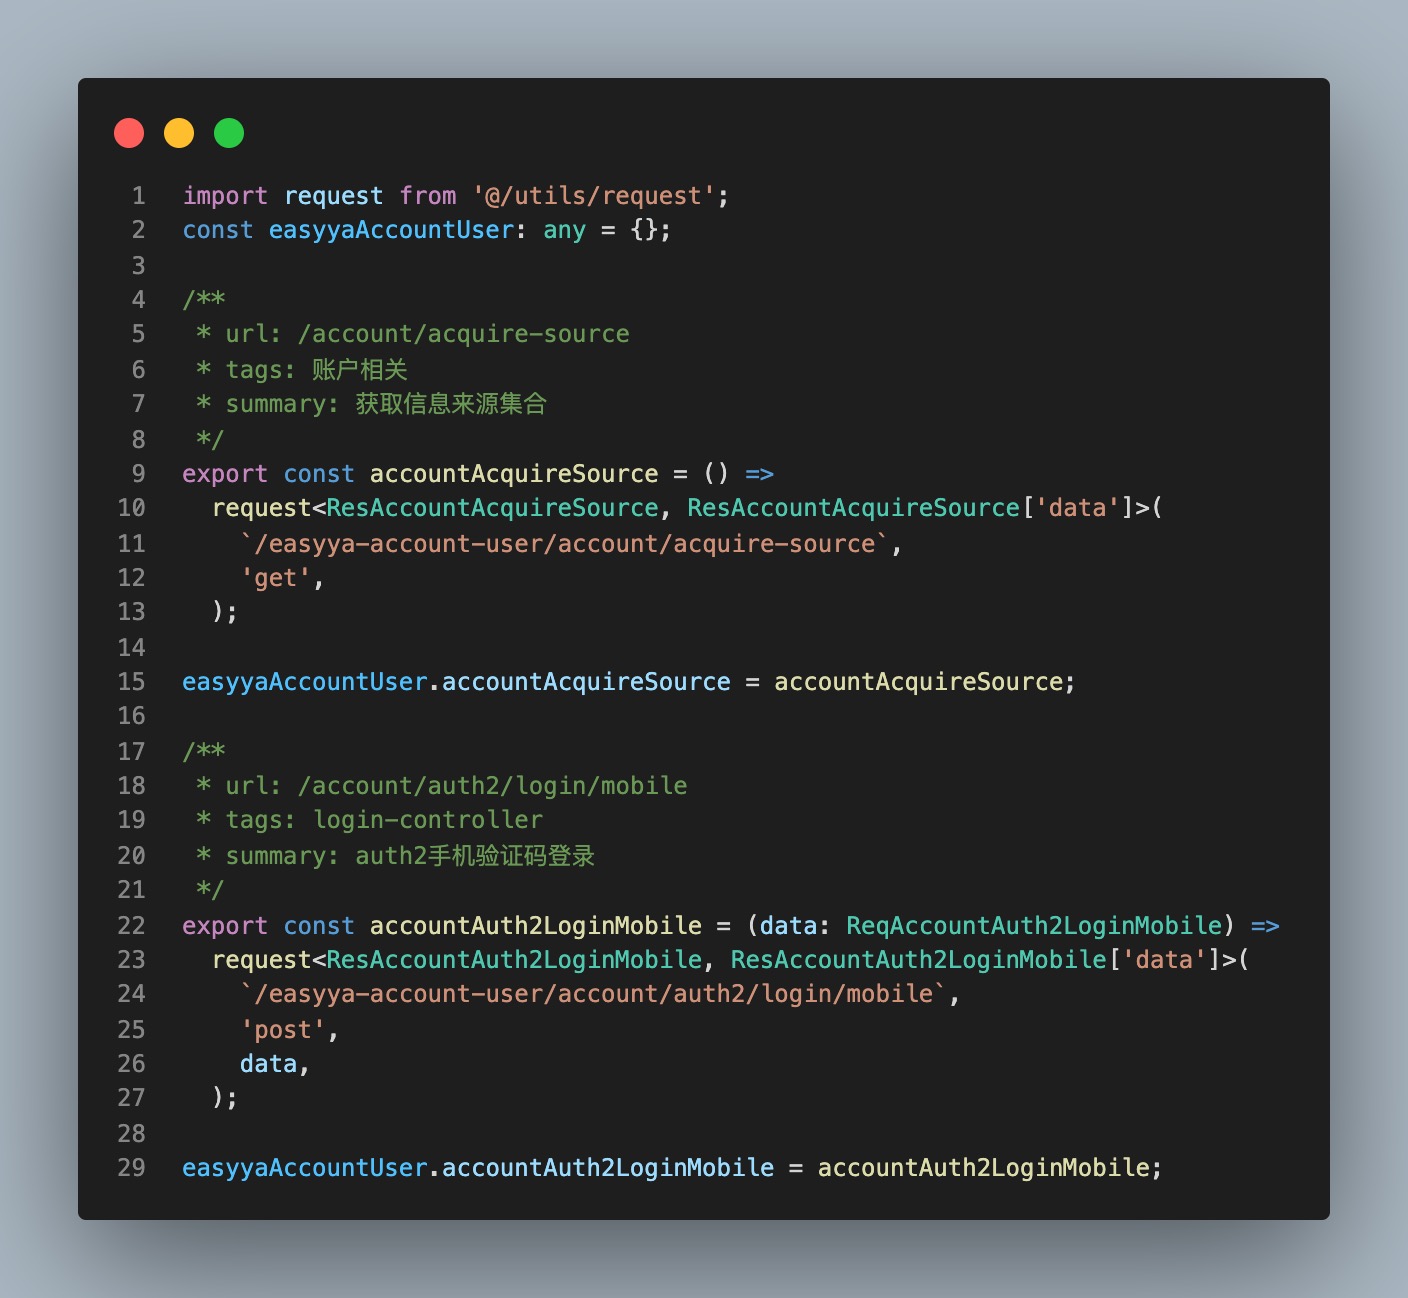 1 import request from '@/utils/request';
2 const easyyaAccountUser: any = {};
3
4 /**
5  * url: /account/acquire-source
6  * tags: 账户相关
7  * summary: 获取信息来源集合
8  */
9 export const accountAcquireSource = () =>
10   request<ResAccountAcquireSource, ResAccountAcquireSource['data']>(
11     `/easyya-account-user/account/acquire-source`,
12     'get',
13   );
14
15 easyyaAccountUser.accountAcquireSource = accountAcquireSource;
16
17 /**
18  * url: /account/auth2/login/mobile
19  * tags: login-controller
20  * summary: auth2手机验证码登录
21  */
22 export const accountAuth2LoginMobile = (data: ReqAccountAuth2LoginMobile) =>
23   request<ResAccountAuth2LoginMobile, ResAccountAuth2LoginMobile['data']>(
24     `/easyya-account-user/account/auth2/login/mobile`,
25     'post',
26     data,
27   );
28
29 easyyaAccountUser.accountAuth2LoginMobile = accountAuth2LoginMobile;